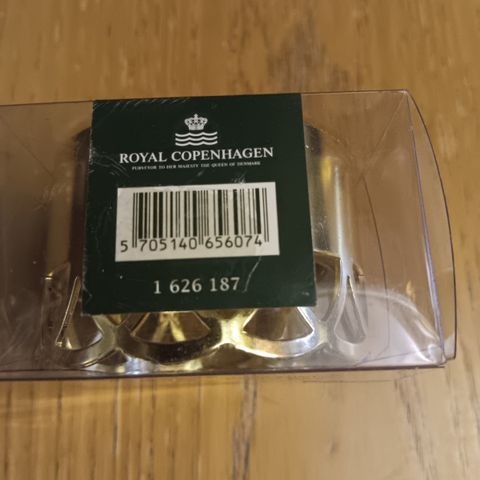 ROYAL COPENHAGEN
PURVEYOR TO HER MAJESTY THE QUEEN OF DENMARK
5 705140 656074
1 626 187